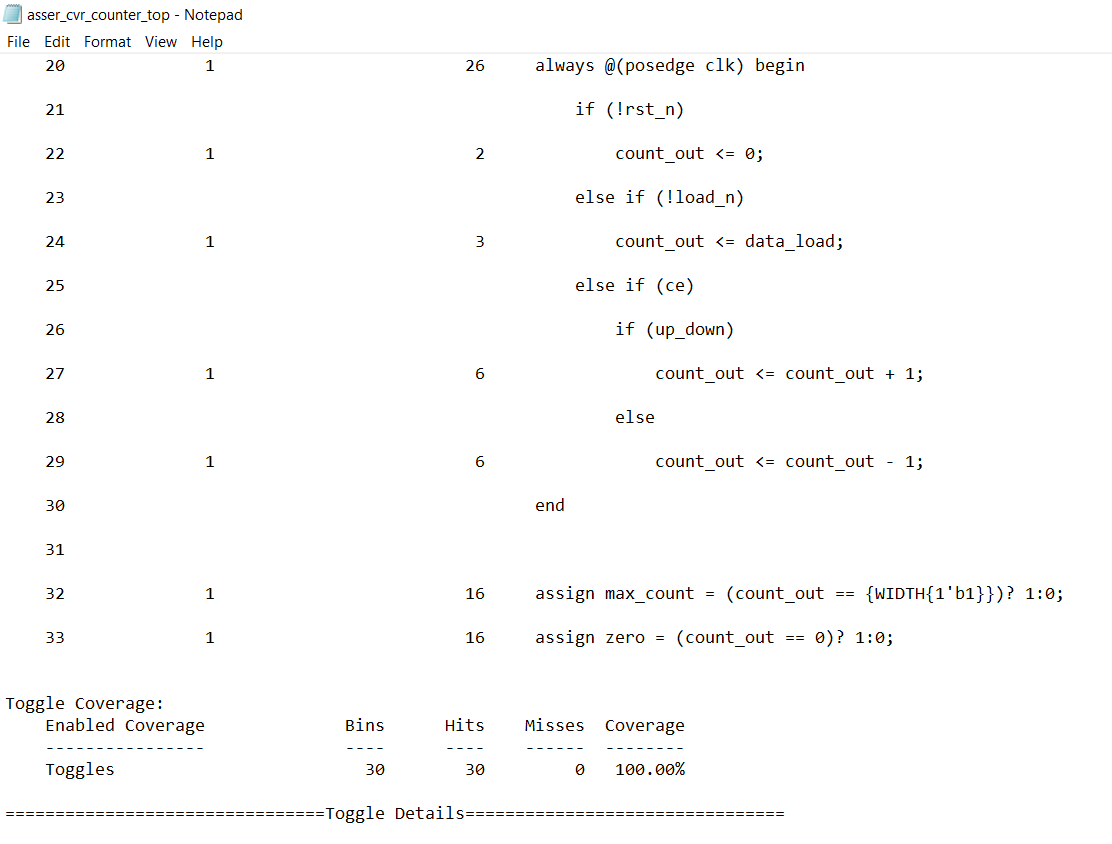 asser_cvr_counter_top - Notepad
File Edit Format View Help
20 1 26 always @(posedge clk) begin
21 if (!rst_n)
22 1 2 count_out <= 0;
23 else if (!load_n)
24 1 3 count_out <= data_load;
25 else if (ce)
26 if (up_down)
27 1 6 count_out <= count_out + 1;
28 else
29 1 6 count_out <= count_out - 1;
30 end
31
32 1 16 assign max_count = (count_out == {WIDTH{1'b1}})? 1:0;
33 1 16 assign zero = (count_out == 0)? 1:0;
Toggle Coverage:
Enabled Coverage Bins Hits Misses Coverage
---------------- ---- ---- ------ --------
Toggles 30 30 0 100.00%
================================Toggle Details================================